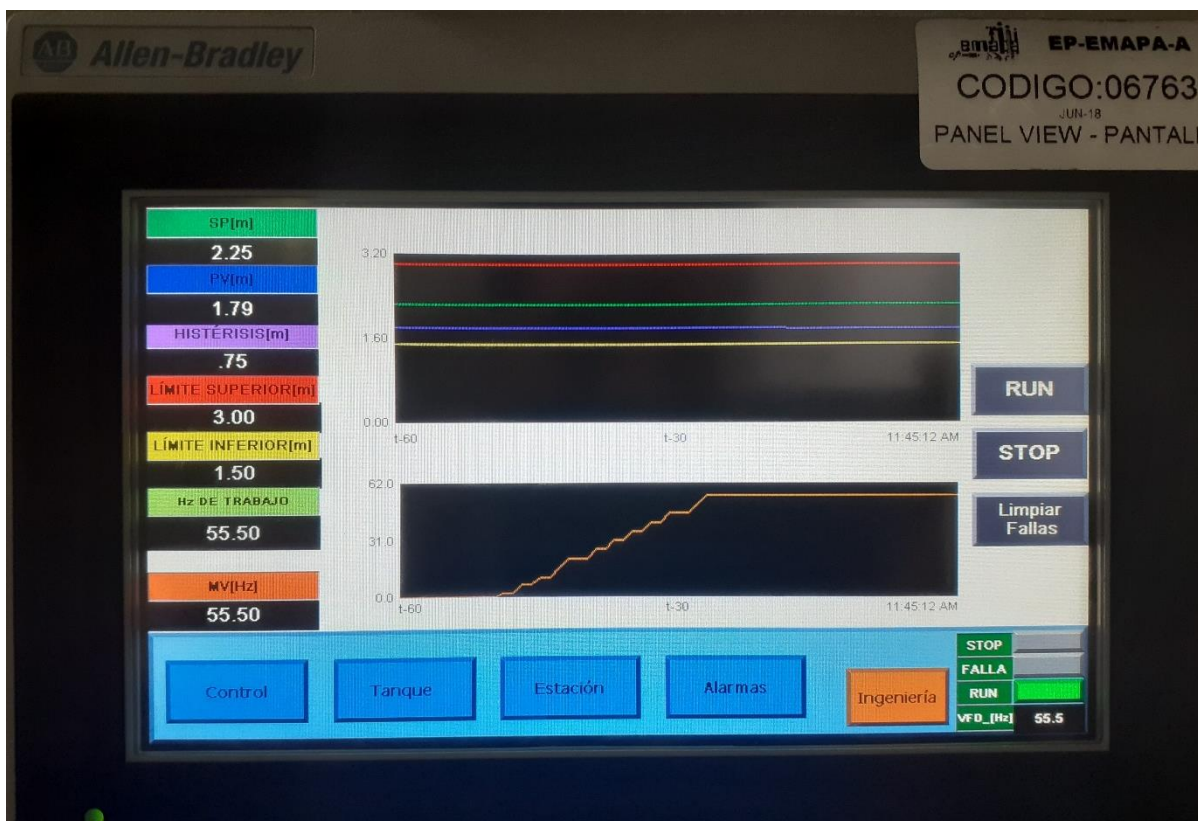 AB Allen-Bradley
emapa
EP-EMAPA-A
CODIGO:06763
JUN-18
PANEL VIEW -
SP[m]
2.25
PV[m]
1.79
HISTÉRISIS[m]
.75
LÍMITE SUPERIOR[m]
3.00
LÍMITE INFERIOR[m]
1.50
Hz DE TRABAJO
55.50
MV[Hz]
55.50
3.20
1.60
0.00
t-60 t-30 11:45:12 AM
62.0
31.0
0.0
t-60 t-30 11:45:12 AM
RUN
STOP
Limpiar
Fallas
Control Tanque Estación Alarmas Ingeniería
STOP
FALLA
RUN
VFD_[Hz] 55.5